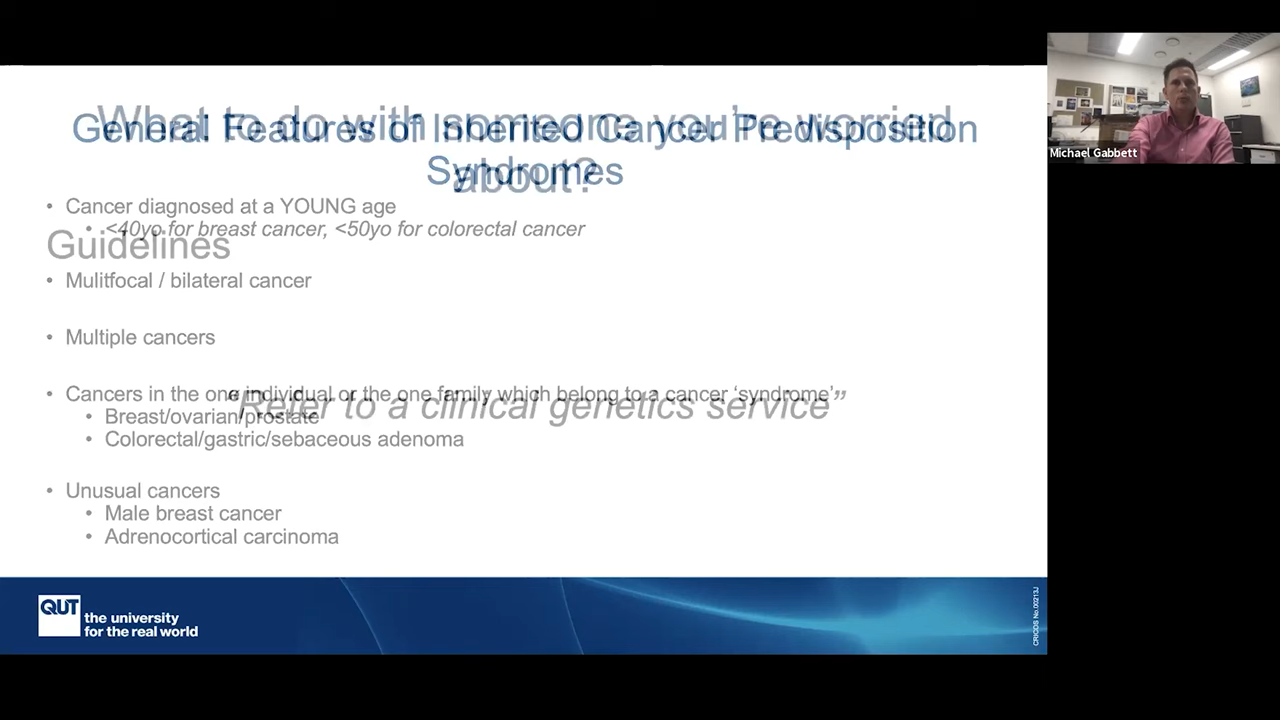 General Features of Inherited Cancer Predisposition
Syndromes
What to do with someone you're worried
about?
• Cancer diagnosed at a YOUNG age
• <40yo for breast cancer, <50yo for colorectal cancer
Guidelines
• Mulitfocal / bilateral cancer
• Multiple cancers
• Cancers in the one individual or the one family which belong to a cancer ‘syndrome’
“Refer to a clinical genetics service”
• Breast/ovarian/prostate
• Colorectal/gastric/sebaceous adenoma
• Unusual cancers
• Male breast cancer
• Adrenocortical carcinoma
QUT
the university
for the real world
CRICOS No.00213J
Michael Gabbett